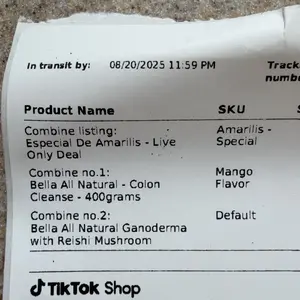 In transit by: 08/20/2025 11:59 PM Track
numbe
Product Name SKU
Combine listing: Amarilis -
Especial De Amarilis - Live Special
Only Deal
Combine no.1: Mango
Bella All Natural - Colon Flavor
Cleanse - 400grams
Combine no.2: Default
Bella All Natural Ganoderma
with Reishi Mushroom
TikTok Shop